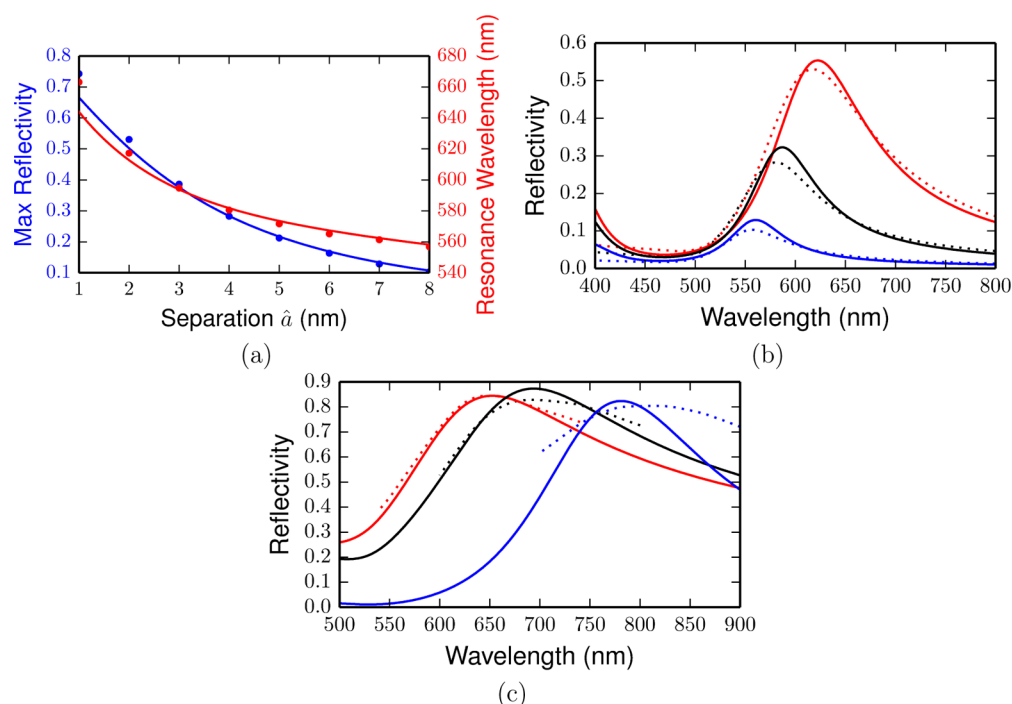 0.8
0.7
0.6
0.5
0.4
0.3
0.2
0.1
Max Reflectivity
680
660
640
620
600
580
560
540
Resonance Wavelength (nm)
1 2 3 4 5 6 7 8
Separation â (nm)
(a)
0.6
0.5
0.4
0.3
0.2
0.1
0.0
Reflectivity
400 450 500 550 600 650 700 750 800
Wavelength (nm)
(b)
0.9
0.8
0.7
0.6
0.5
0.4
0.3
0.2
0.1
0.0
Reflectivity
500 550 600 650 700 750 800 850 900
Wavelength (nm)
(c)